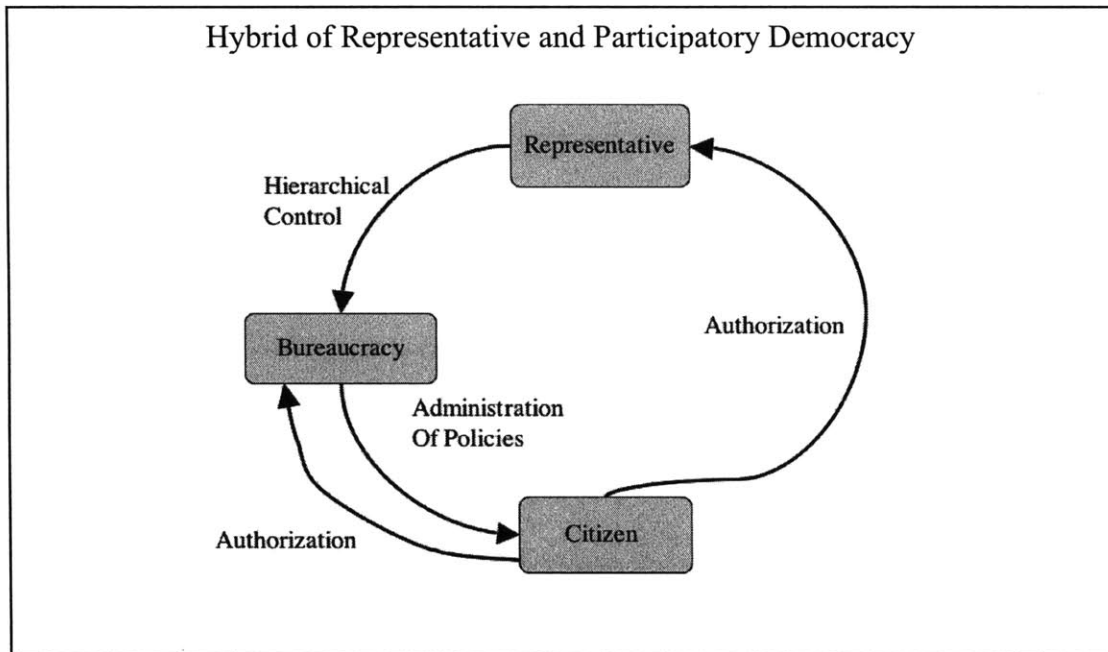 Hybrid of Representative and Participatory Democracy
Representative
Hierarchical
Control
Authorization
Bureaucracy
Administration
Of Policies
Citizen
Authorization